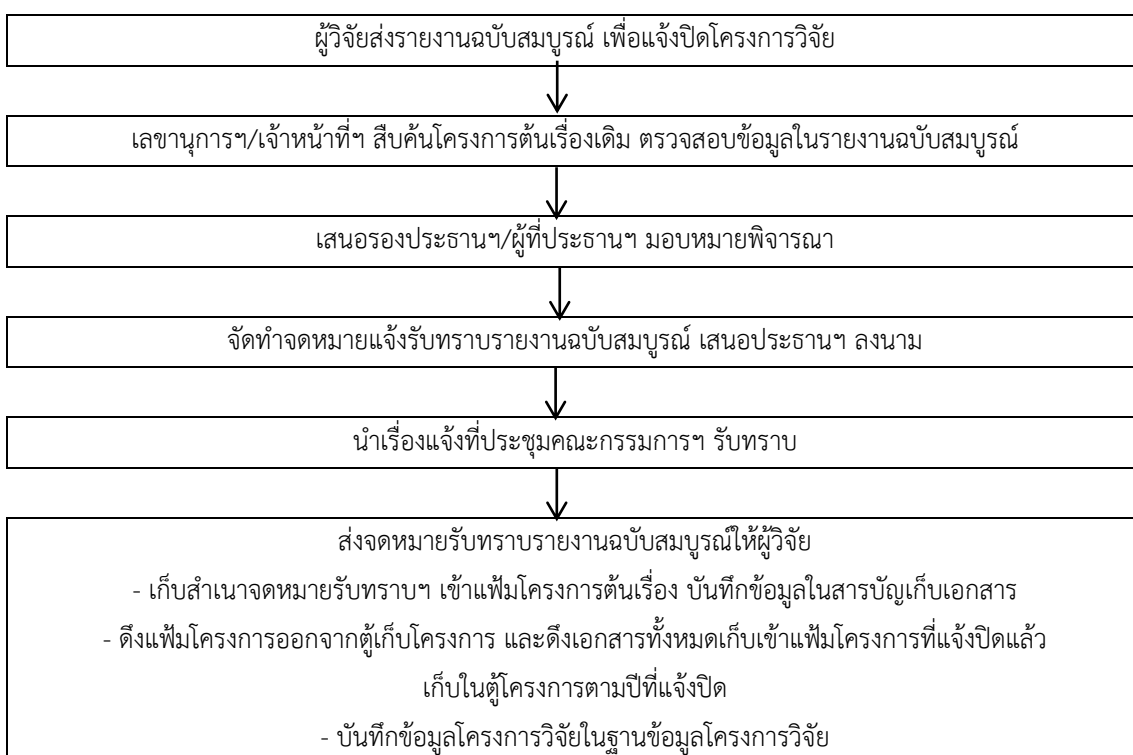 ผู้วิจัยส่งรายงานฉบับสมบูรณ์ เพื่อแจ้งปิดโครงการวิจัย
เลขานุการฯ/เจ้าหน้าที่ฯ สืบค้นโครงการต้นเรื่องเดิม ตรวจสอบข้อมูลในรายงานฉบับสมบูรณ์
เสนอรองประธานฯ/ผู้ที่ประธานฯ มอบหมายพิจารณา
จัดทำจดหมายแจ้งรับทราบรายงานฉบับสมบูรณ์ เสนอประธานฯ ลงนาม
นำเรื่องแจ้งที่ประชุมคณะกรรมการฯ รับทราบ
ส่งจดหมายรับทราบรายงานฉบับสมบูรณ์ให้ผู้วิจัย
- เก็บสำเนาจดหมายรับทราบฯ เข้าแฟ้มโครงการต้นเรื่อง บันทึกข้อมูลในสารบัญเก็บเอกสาร
- ดึงแฟ้มโครงการออกจากตู้เก็บโครงการ และดึงเอกสารทั้งหมดเก็บเข้าแฟ้มโครงการที่แจ้งปิดแล้ว
เก็บในตู้โครงการตามปีที่แจ้งปิด
- บันทึกข้อมูลโครงการวิจัยในฐานข้อมูลโครงการวิจัย